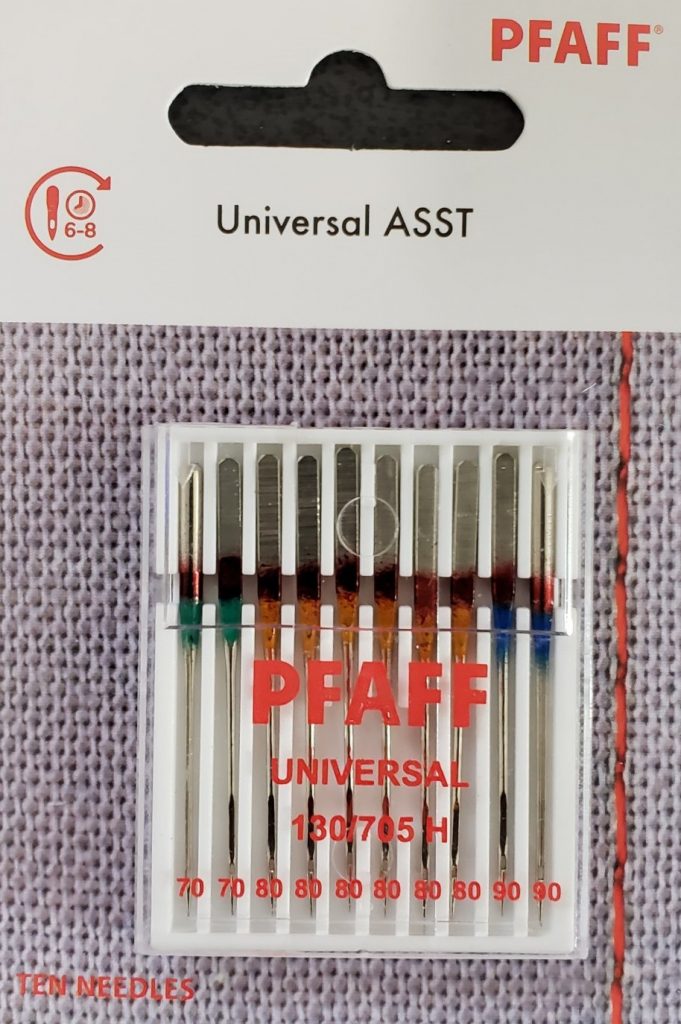 PFAFF®
6-8
Universal ASST
PFAFF
UNIVERSAL
130/705 H
70 70 80 80 80 80 80 80 90 90
TEN NEEDLES